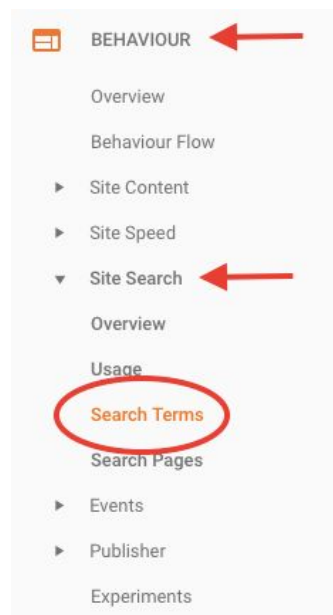 BEHAVIOUR
Overview
Behaviour Flow
Site Content
Site Speed
Site Search
Overview
Usage
Search Terms
Search Pages
Events
Publisher
Experiments